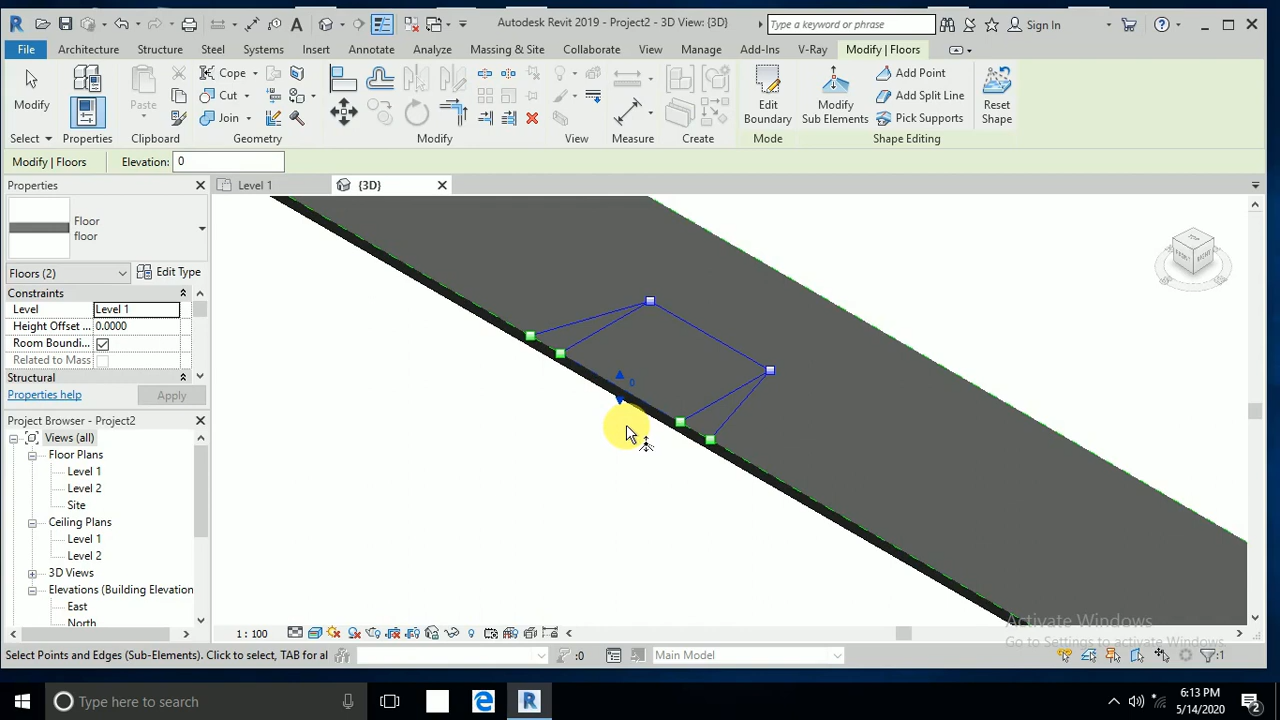 Autodesk Revit 2019 - Project2 - 3D View: {3D}
Type a keyword or phrase
Sign In
File
Architecture
Structure
Steel
Systems
Insert
Annotate
Analyze
Massing & Site
Collaborate
View
Manage
Add-Ins
V-Ray
Modify | Floors
Modify
Properties
Paste
Cope
Cut
Join
Edit
Boundary
Modify
Sub Elements
Add Point
Add Split Line
Pick Supports
Reset
Shape
Select
Properties
Clipboard
Geometry
Modify
View
Measure
Create
Mode
Shape Editing
Modify | Floors
Elevation: 0
Properties
Level 1
{3D}
Floor
floor
Floors (2)
Edit Type
Constraints
Level
Level 1
Height Offset ...
0.0000
Room Boundi...
Related to Mass
Structural
Properties help
Apply
Project Browser - Project2
Views (all)
Floor Plans
Level 1
Level 2
Site
Ceiling Plans
Level 1
Level 2
3D Views
Elevations (Building Elevation
East
North
0
TOP
FRONT
RIGHT
Activate Windows
Go to Settings to activate Windows.
1 : 100
Select Points and Edges (Sub-Elements). Click to select, TAB for al
:0
Main Model
:1
Type here to search
6:13 PM
5/14/2020
2